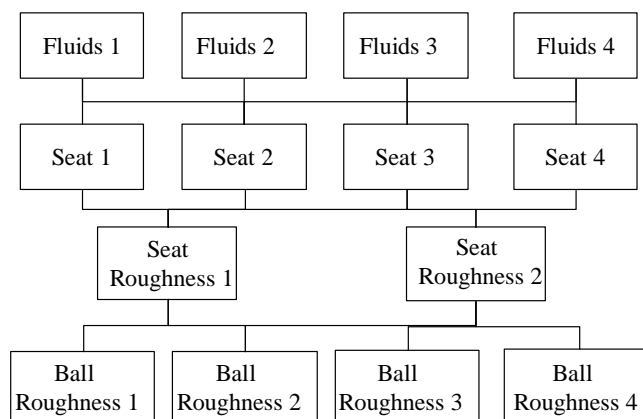 Fluids 1
Fluids 2
Fluids 3
Fluids 4
Seat 1
Seat 2
Seat 3
Seat 4
Seat
Roughness 1
Seat
Roughness 2
Ball
Roughness 1
Ball
Roughness 2
Ball
Roughness 3
Ball
Roughness 4